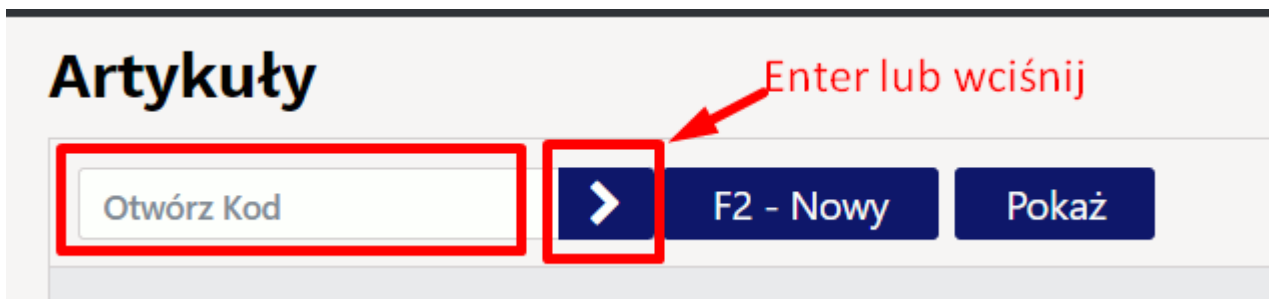 Artykuły
Enter lub wciśnij
Otwórz Kod
F2 - Nowy
Pokaż